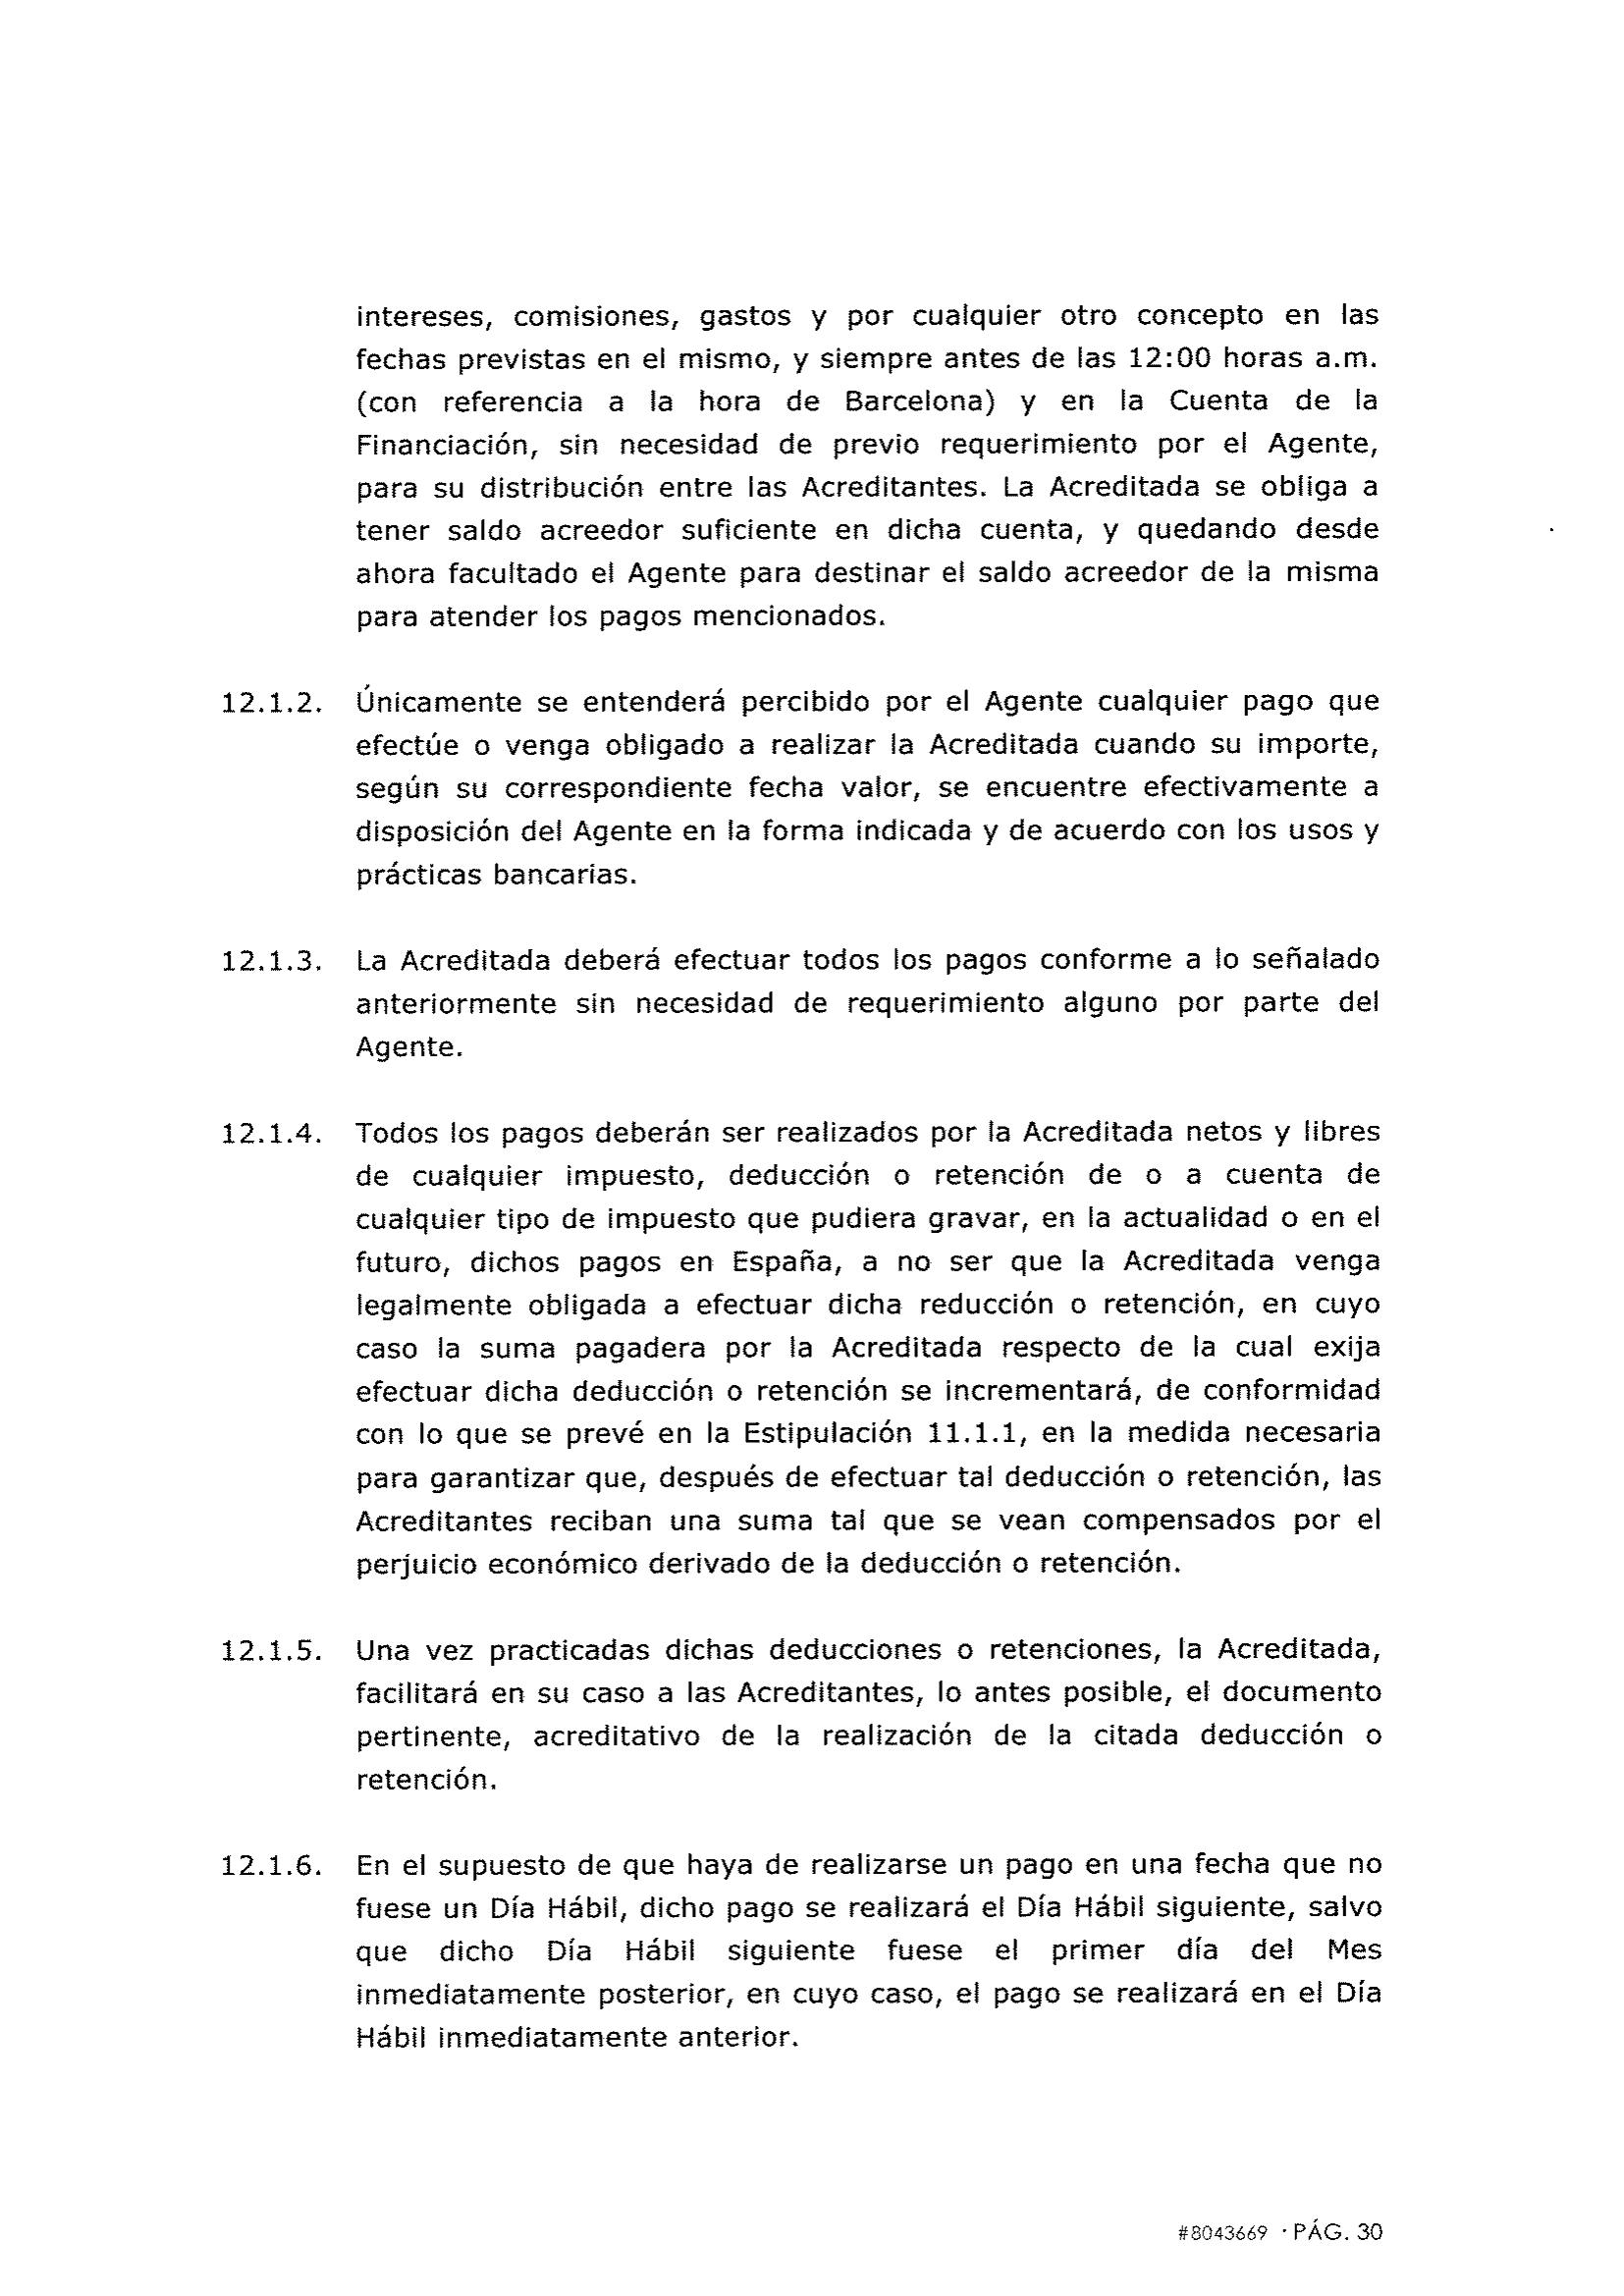 intereses, comisiones, gastos y por cualquier otro concepto en las
fechas previstas en el mismo, y siempre antes de las 12:00 horas a.m.
(con referencia a la hora de Barcelona) y en la Cuenta de la
Financiación, sin necesidad de previo requerimiento por el Agente,
para su distribución entre las Acreditantes. La Acreditada se obliga a
tener saldo acreedor suficiente en dicha cuenta, y quedando desde
ahora facultado el Agente para destinar el saldo acreedor de la misma
para atender los pagos mencionados.
12.1.2. Únicamente se entenderá percibido por el Agente cualquier pago que
efectúe o venga obligado a realizar la Acreditada cuando su importe,
según su correspondiente fecha valor, se encuentre efectivamente a
disposición del Agente en la forma indicada y de acuerdo con los usos y
prácticas bancarias.
12.1.3. La Acreditada deberá efectuar todos los pagos conforme a lo señalado
anteriormente sin necesidad de requerimiento alguno por parte del
Agente.
12.1.4. Todos los pagos deberán ser realizados por la Acreditada netos y libres
de cualquier impuesto, deducción o retención de o a cuenta de
cualquier tipo de impuesto que pudiera gravar, en la actualidad o en el
futuro, dichos pagos en España, a no ser que la Acreditada venga
legalmente obligada a efectuar dicha reducción o retención, en cuyo
caso la suma pagadera por la Acreditada respecto de la cual exija
efectuar dicha deducción o retención se incrementará, de conformidad
con lo que se prevé en la Estipulación 11.1.1, en la medida necesaria
para garantizar que, después de efectuar tal deducción o retención, las
Acreditantes reciban una suma tal que se vean compensados por el
perjuicio económico derivado de la deducción o retención.
12.1.5. Una vez practicadas dichas deducciones o retenciones, la Acreditada,
facilitará en su caso a las Acreditantes, lo antes posible, el documento
pertinente, acreditativo de la realización de la citada deducción o
retención.
12.1.6. En el supuesto de que haya de realizarse un pago en una fecha que no
fuese un Día Hábil, dicho pago se realizará el Día Hábil siguiente, salvo
que dicho Día Hábil siguiente fuese el primer día del Mes
inmediatamente posterior, en cuyo caso, el pago se realizará en el Día
Hábil inmediatamente anterior.
#8043669 · PÁG. 30